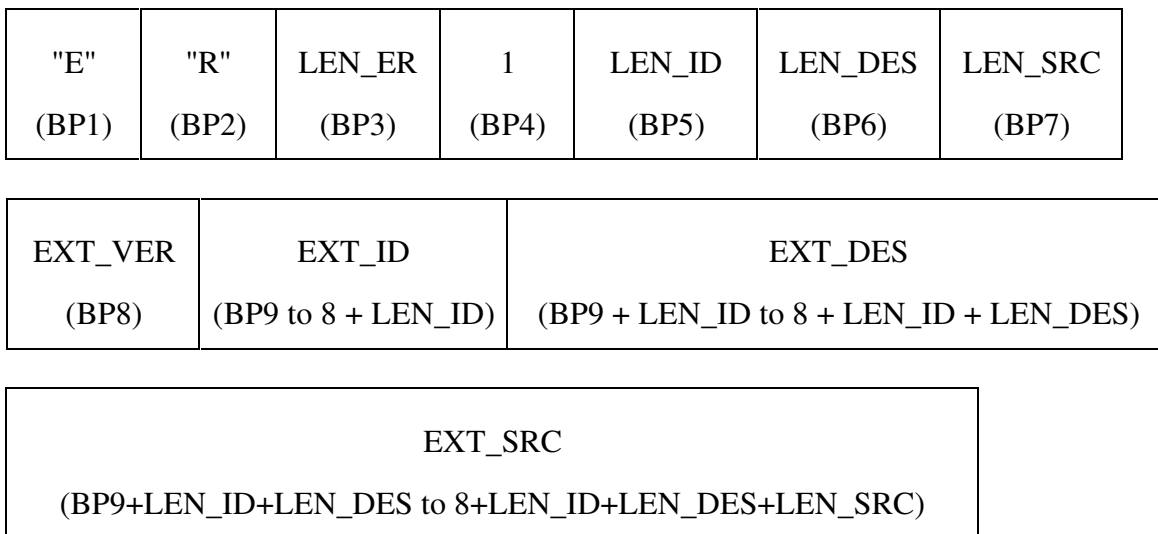 "E" "R" LEN_ER 1 LEN_ID LEN_DES LEN_SRC
(BP1) (BP2) (BP3) (BP4) (BP5) (BP6) (BP7)
EXT_VER EXT_ID EXT_DES
(BP8) (BP9 to 8 + LEN_ID) (BP9 + LEN_ID to 8 + LEN_ID + LEN_DES)
EXT_SRC
(BP9+LEN_ID+LEN_DES to 8+LEN_ID+LEN_DES+LEN_SRC)